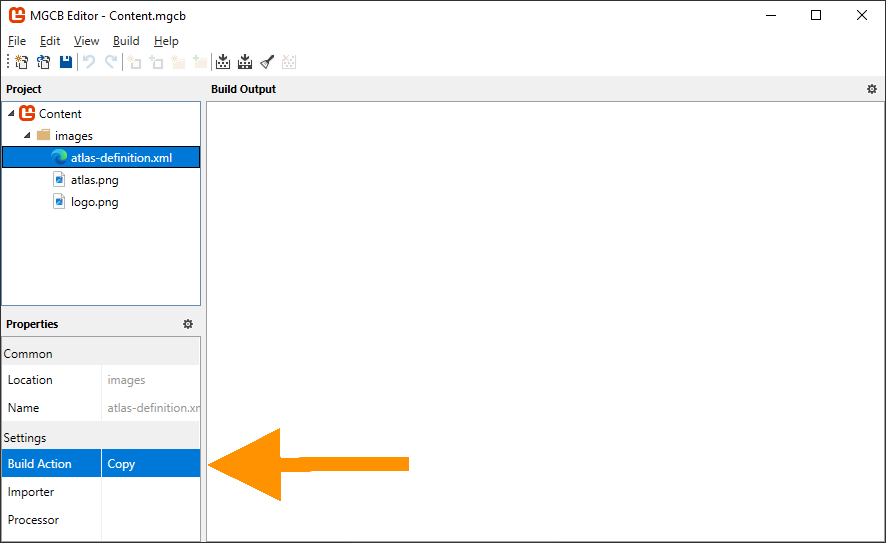 MGCB Editor - Content.mgcb
File Edit View Build Help
Project
Build Output
Content
images
atlas-definition.xml
atlas.png
logo.png
Properties
Common
Location images
Name atlas-definition.xm
Settings
Build Action Copy
Importer
Processor